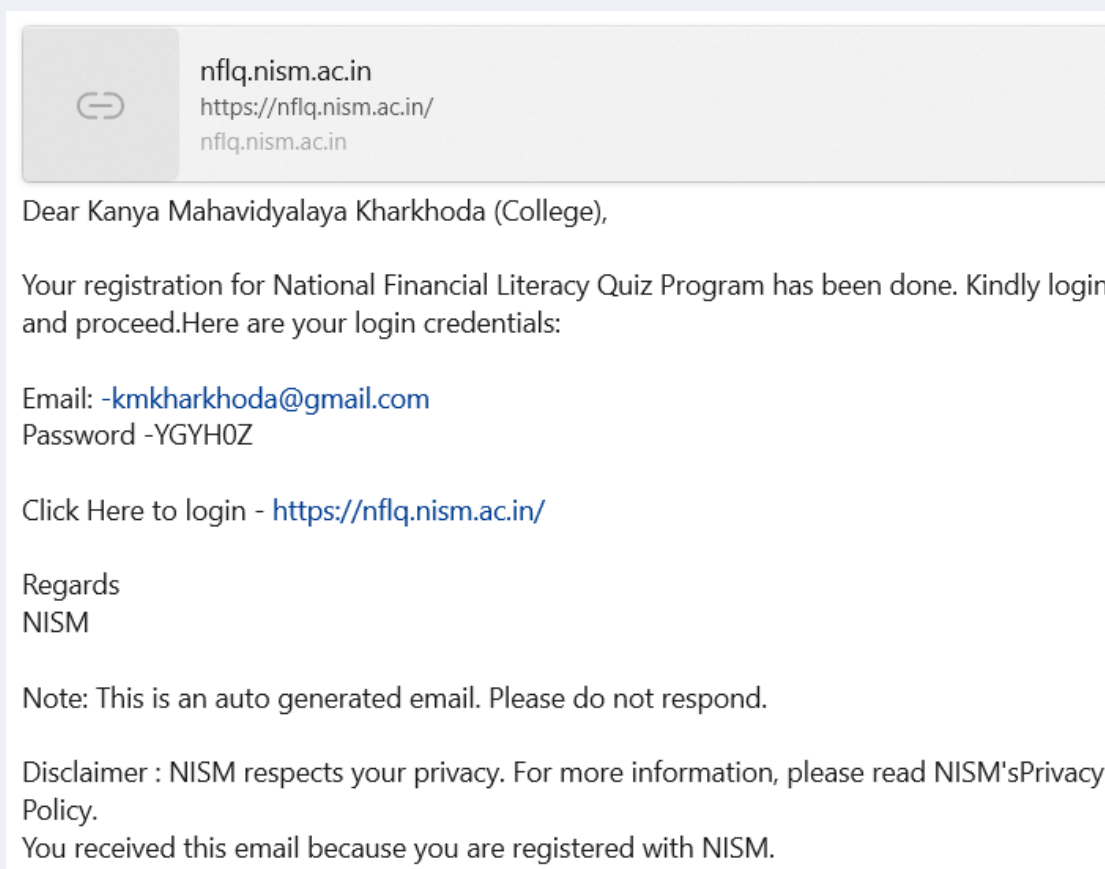 nflq.nism.ac.in
https://nflq.nism.ac.in/
nflq.nism.ac.in
Dear Kanya Mahavidyalaya Kharkhoda (College),
Your registration for National Financial Literacy Quiz Program has been done. Kindly login
and proceed.Here are your login credentials:
Email: -kmkharkhoda@gmail.com
Password -YGYH0Z
Click Here to login - https://nflq.nism.ac.in/
Regards
NISM
Note: This is an auto generated email. Please do not respond.
Disclaimer : NISM respects your privacy. For more information, please read NISM'sPrivacy
Policy.
You received this email because you are registered with NISM.